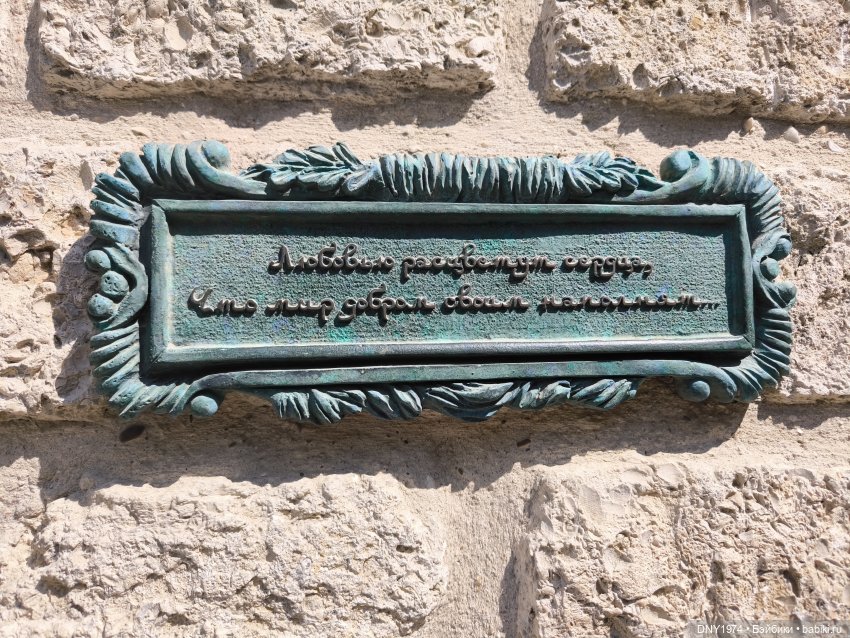 Любовью расцветут сердца,
Что мир добром своим наполнят...
DNY1974 • Бэйбики • babiki.ru